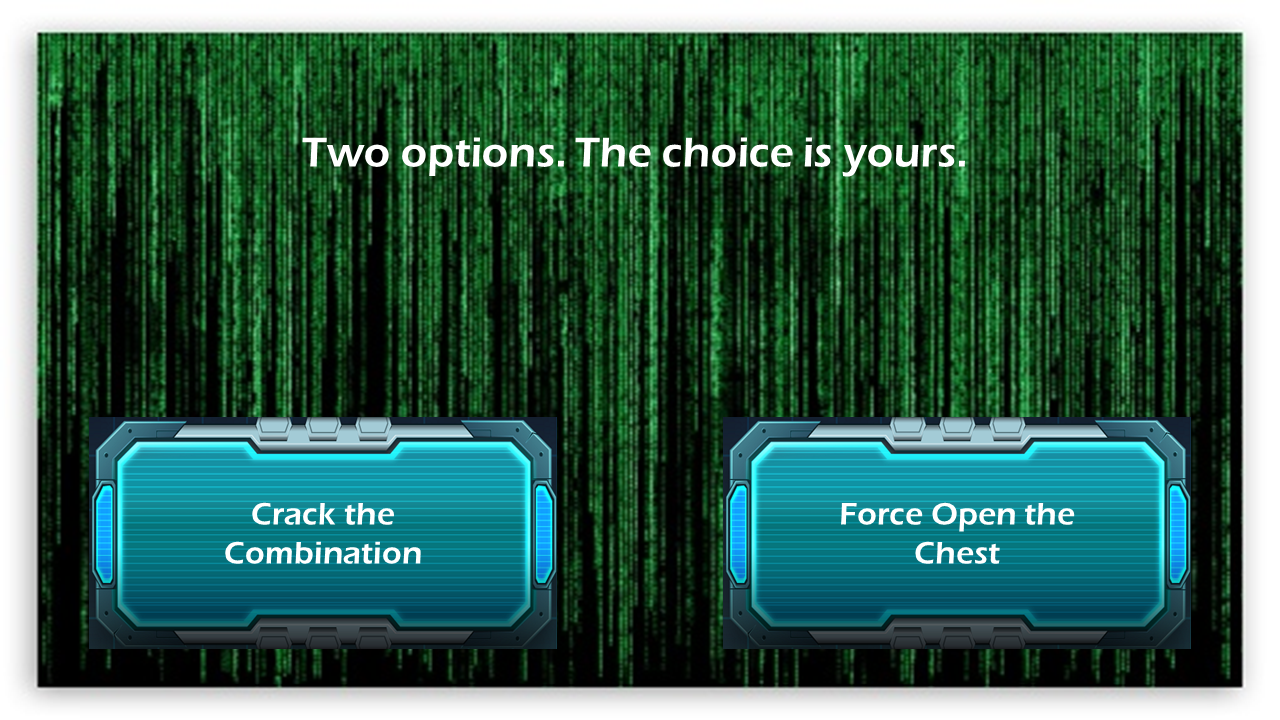 Two options. The choice is yours.
Crack the
Combination
Force Open the
Chest